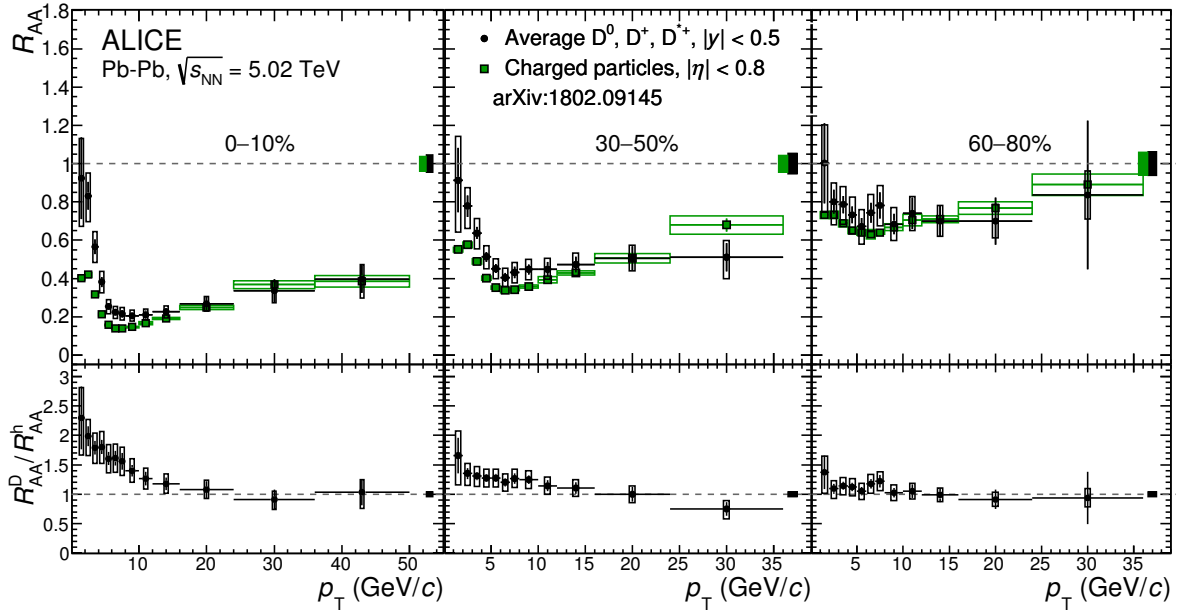 R_AA
1.8
1.6
1.4
1.2
1
0.8
0.6
0.4
0.2
0
ALICE
Pb-Pb, √s_NN = 5.02 TeV
0−10%
Average D⁰, D⁺, D*⁺, |y| < 0.5
Charged particles, |η| < 0.8
arXiv:1802.09145
30−50%
60−80%
R_AA^D / R_AA^h
3
2.5
2
1.5
1
0.5
0
10 20 30 40 50
5 10 15 20 25 30 35
5 10 15 20 25 30 35
p_T (GeV/c)
p_T (GeV/c)
p_T (GeV/c)